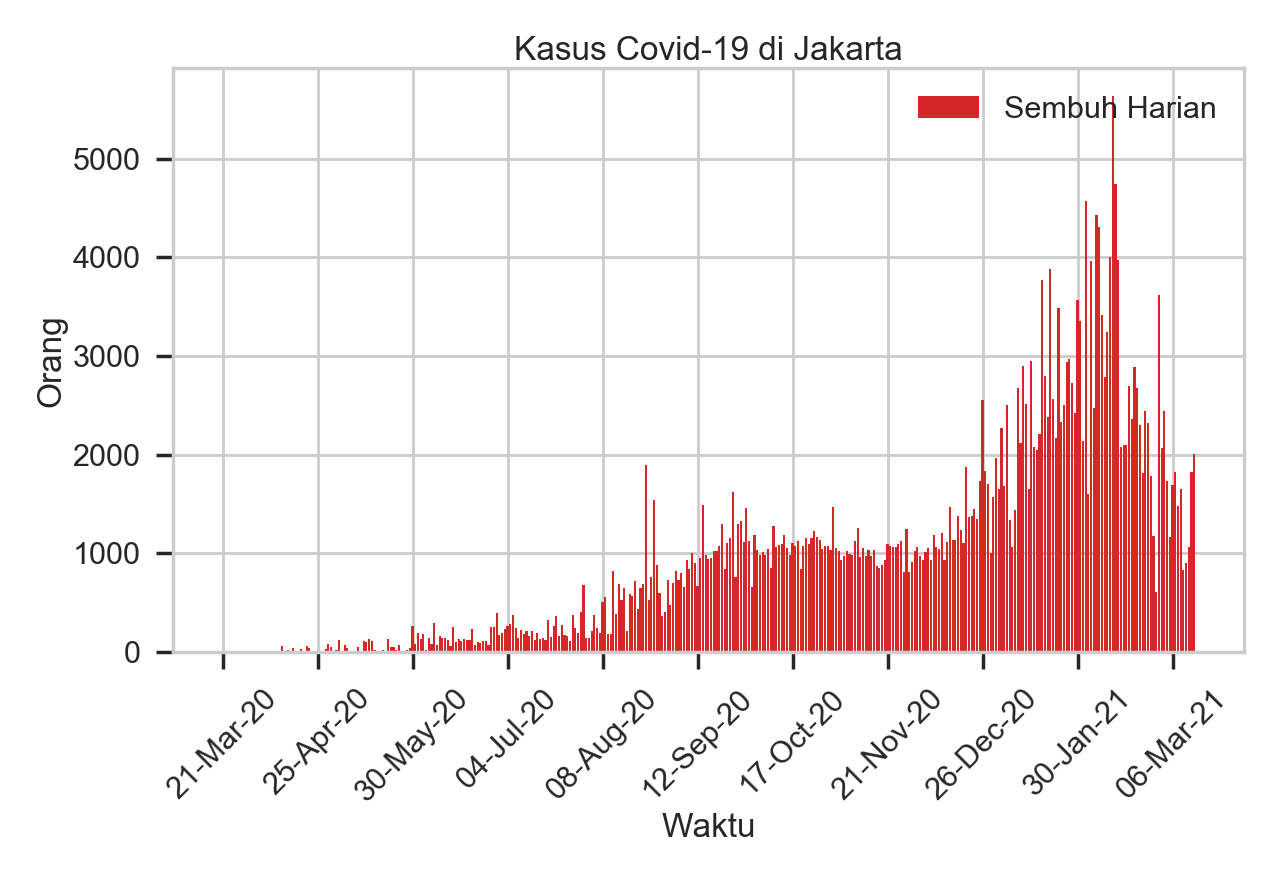 Kasus Covid-19 di Jakarta
Sembuh Harian
Orang
5000
4000
3000
2000
1000
0
21-Mar-20
25-Apr-20
30-May-20
04-Jul-20
08-Aug-20
12-Sep-20
17-Oct-20
21-Nov-20
26-Dec-20
30-Jan-21
06-Mar-21
Waktu